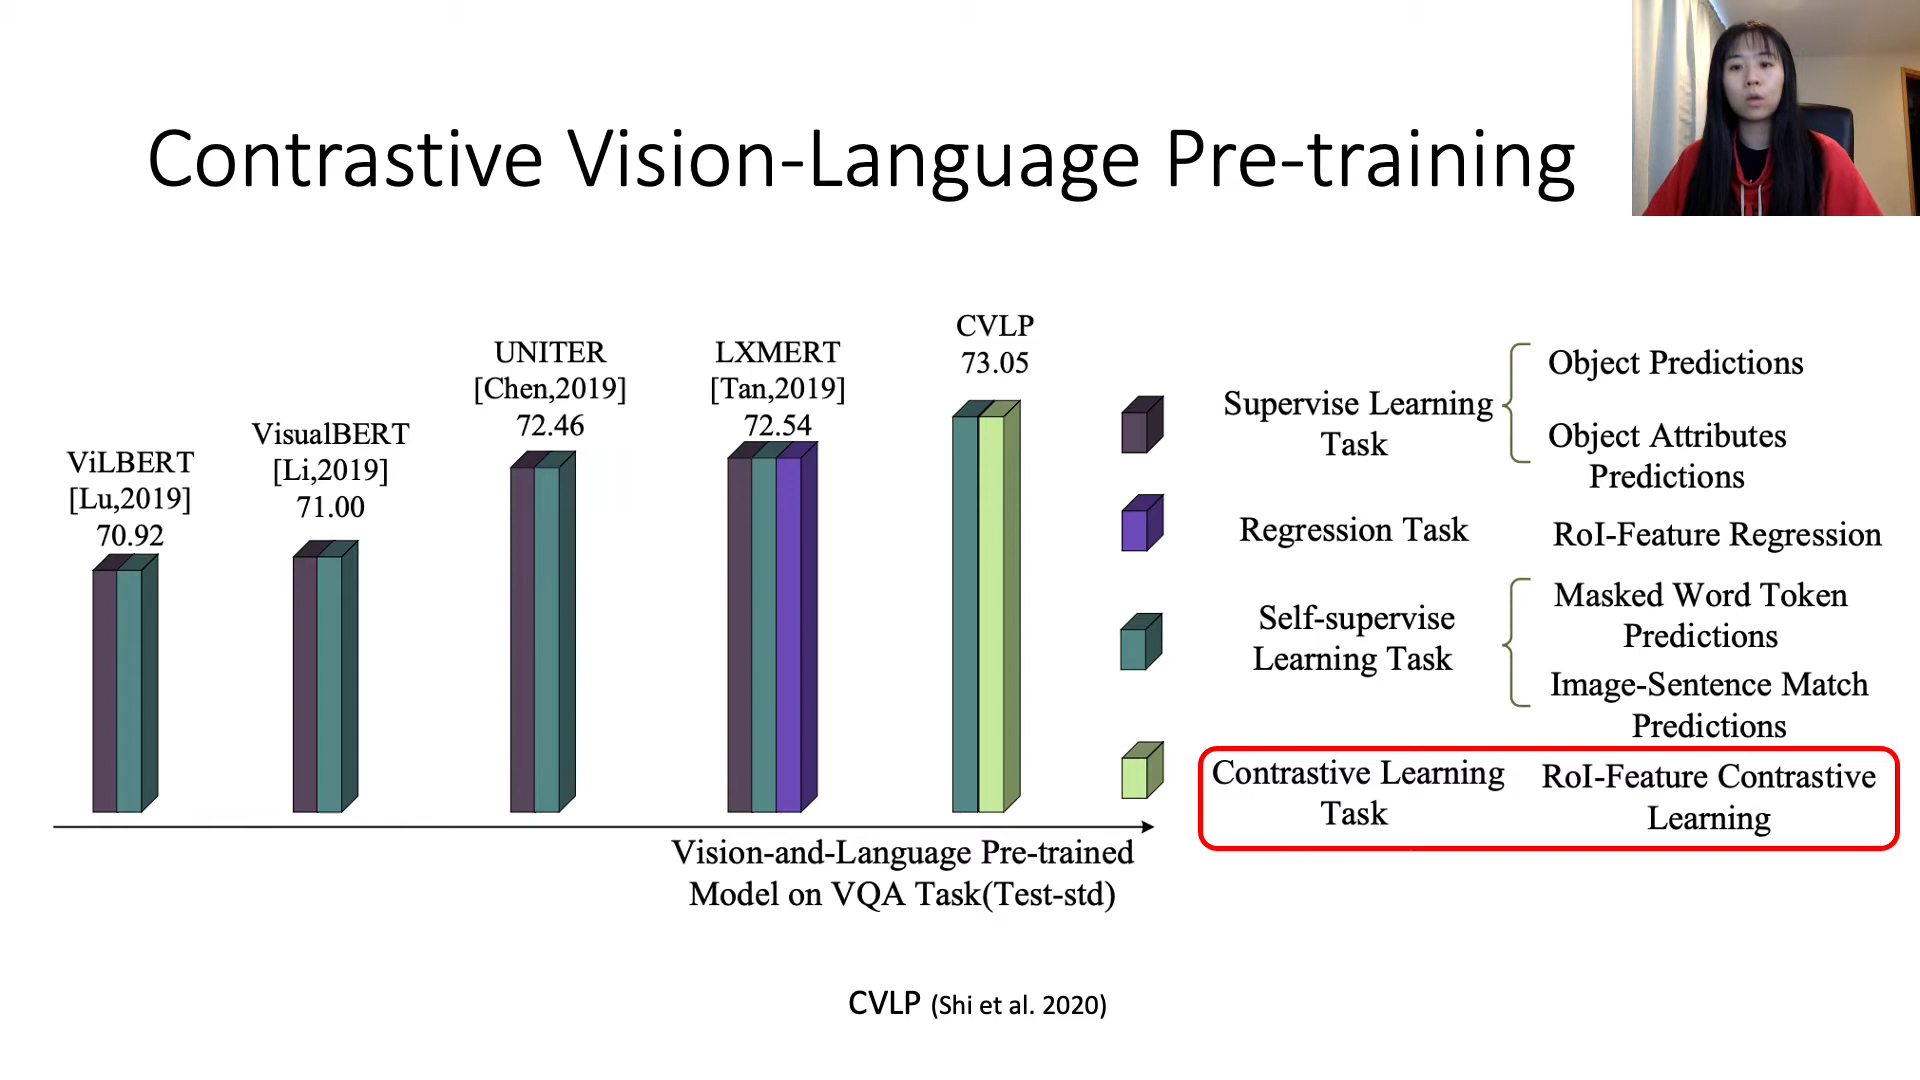 Contrastive Vision-Language Pre-training
ViLBERT
[Lu,2019]
70.92
VisualBERT
[Li,2019]
71.00
UNITER
[Chen,2019]
72.46
LXMERT
[Tan,2019]
72.54
CVLP
73.05
Vision-and-Language Pre-trained
Model on VQA Task(Test-std)
Supervise Learning
Task
Object Predictions
Object Attributes
Predictions
Regression Task
RoI-Feature Regression
Self-supervise
Learning Task
Masked Word Token
Predictions
Image-Sentence Match
Predictions
Contrastive Learning
Task
RoI-Feature Contrastive
Learning
CVLP (Shi et al. 2020)